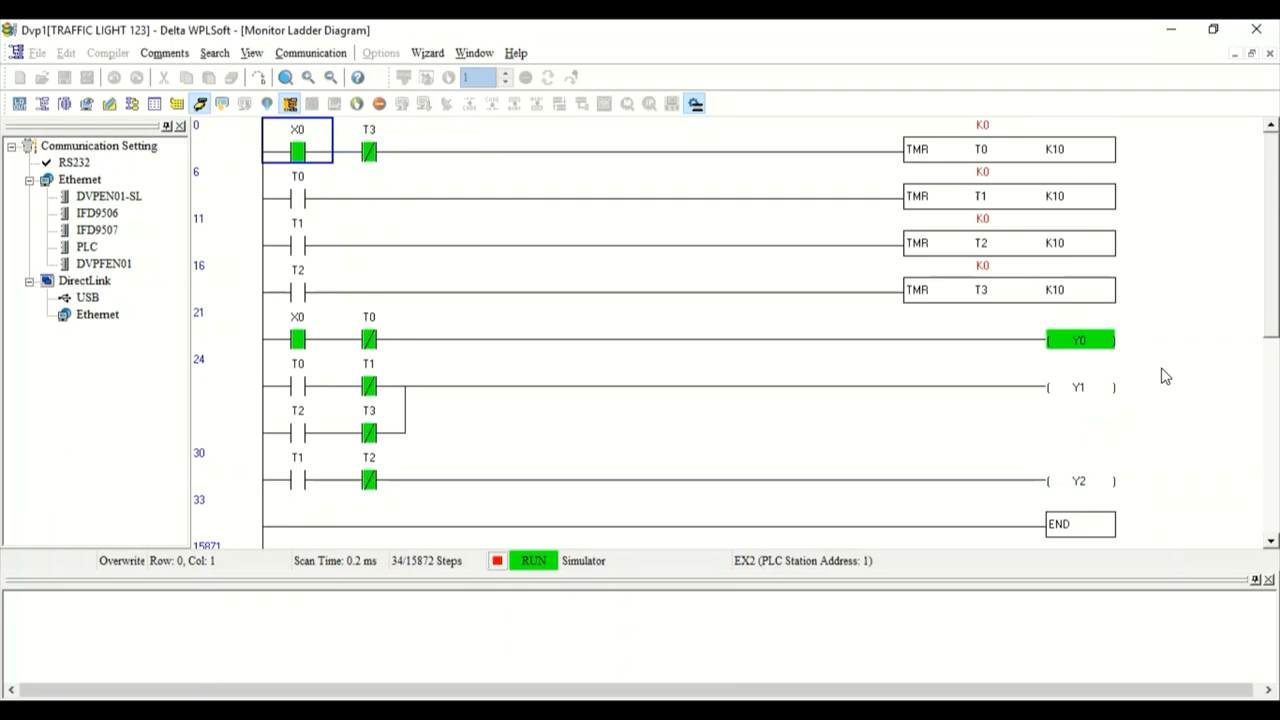 Dvp1[TRAFFIC LIGHT 123] - Delta WPLSoft - [Monitor Ladder Diagram]
File Edit Compiler Comments Search View Communication Options Wizard Window Help
1
Communication Setting
RS232
Ethernet
DVPEN01-SL
IFD9506
IFD9507
PLC
DVPFEN01
DirectLink
USB
Ethernet
0 X0 T3 K0
TMR T0 K10
6 T0 K0
TMR T1 K10
11 T1 K0
TMR T2 K10
16 T2 K0
TMR T3 K10
21 X0 T0
Y0
24 T0 T1
Y1
T2 T3
30 T1 T2
Y2
33
END
15871
Overwrite Row: 0, Col: 1 Scan Time: 0.2 ms 34/15872 Steps RUN Simulator EX2 (PLC Station Address: 1)